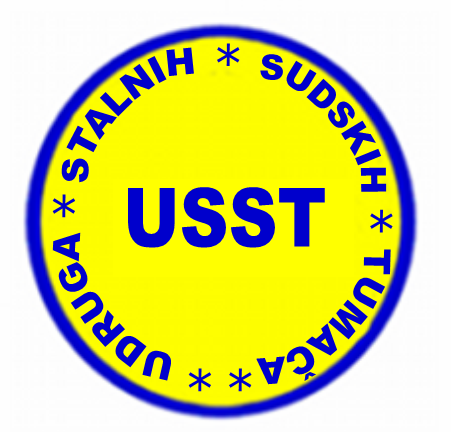 UDRUGA * STALNIH * SUDSKIH * TUMAČA * *
USST